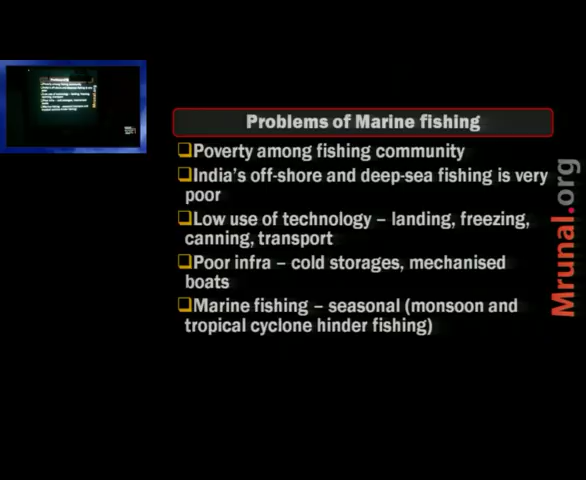 Problems of Marine fishing
❑Poverty among fishing community
❑India's off-shore and deep-sea fishing is very
poor
❑Low use of technology – landing, freezing,
canning, transport
❑Poor infra – cold storages, mechanised
boats
❑Marine fishing – seasonal (monsoon and
tropical cyclone hinder fishing)
Mrunal.org